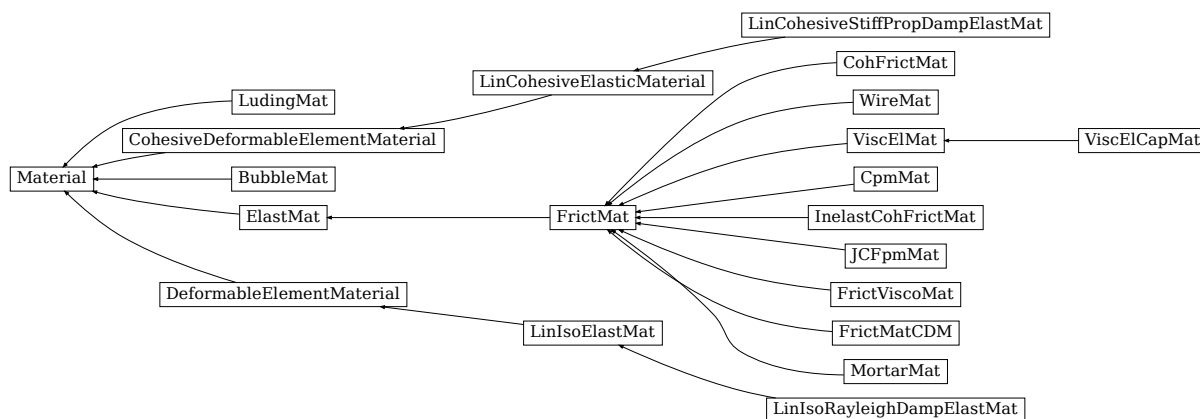 LinCohesiveStiffPropDampElastMat
CohFrictMat
LinCohesiveElasticMaterial
LudingMat
WireMat
CohesiveDeformableElementMaterial
ViscElMat
ViscElCapMat
Material
BubbleMat
CpmMat
ElastMat
FrictMat
InelastCohFrictMat
JCFpmMat
DeformableElementMaterial
FrictViscoMat
LinIsoElastMat
FrictMatCDM
MortarMat
LinIsoRayleighDampElastMat